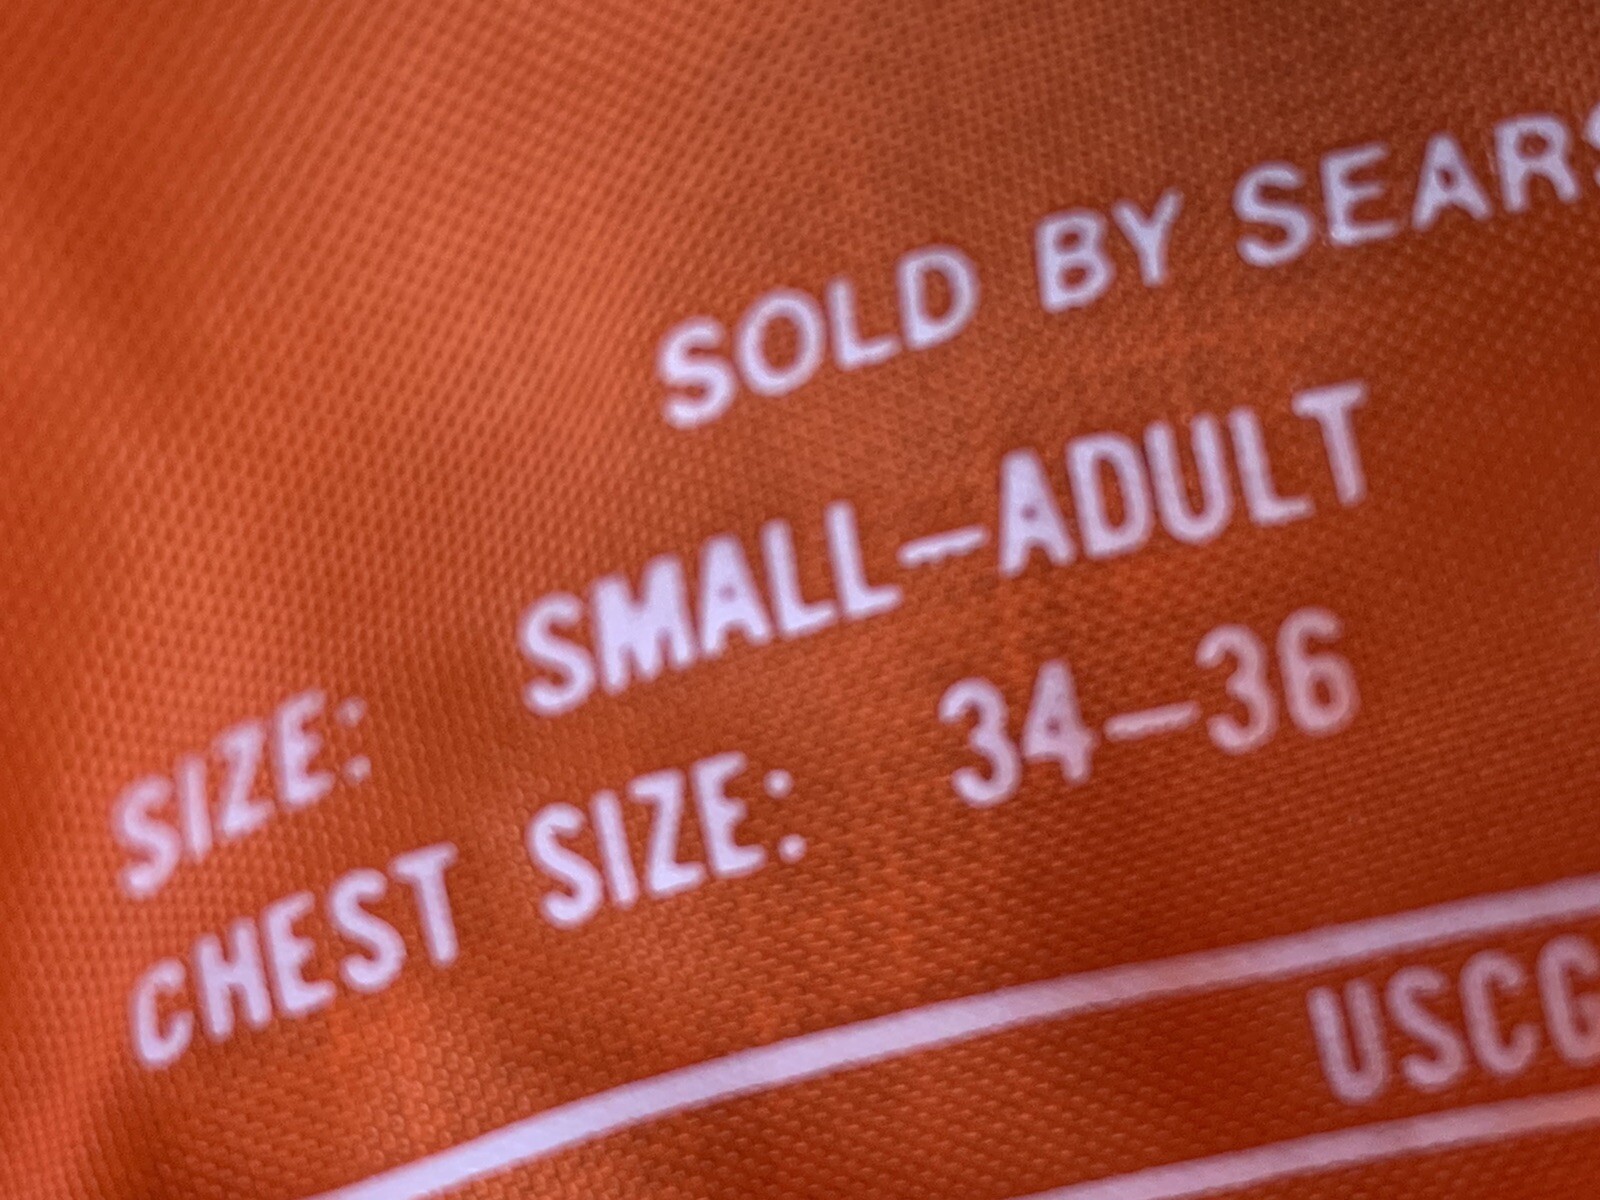 SOLD BY SEARS
SIZE: SMALL-ADULT
CHEST SIZE: 34-36
USCG